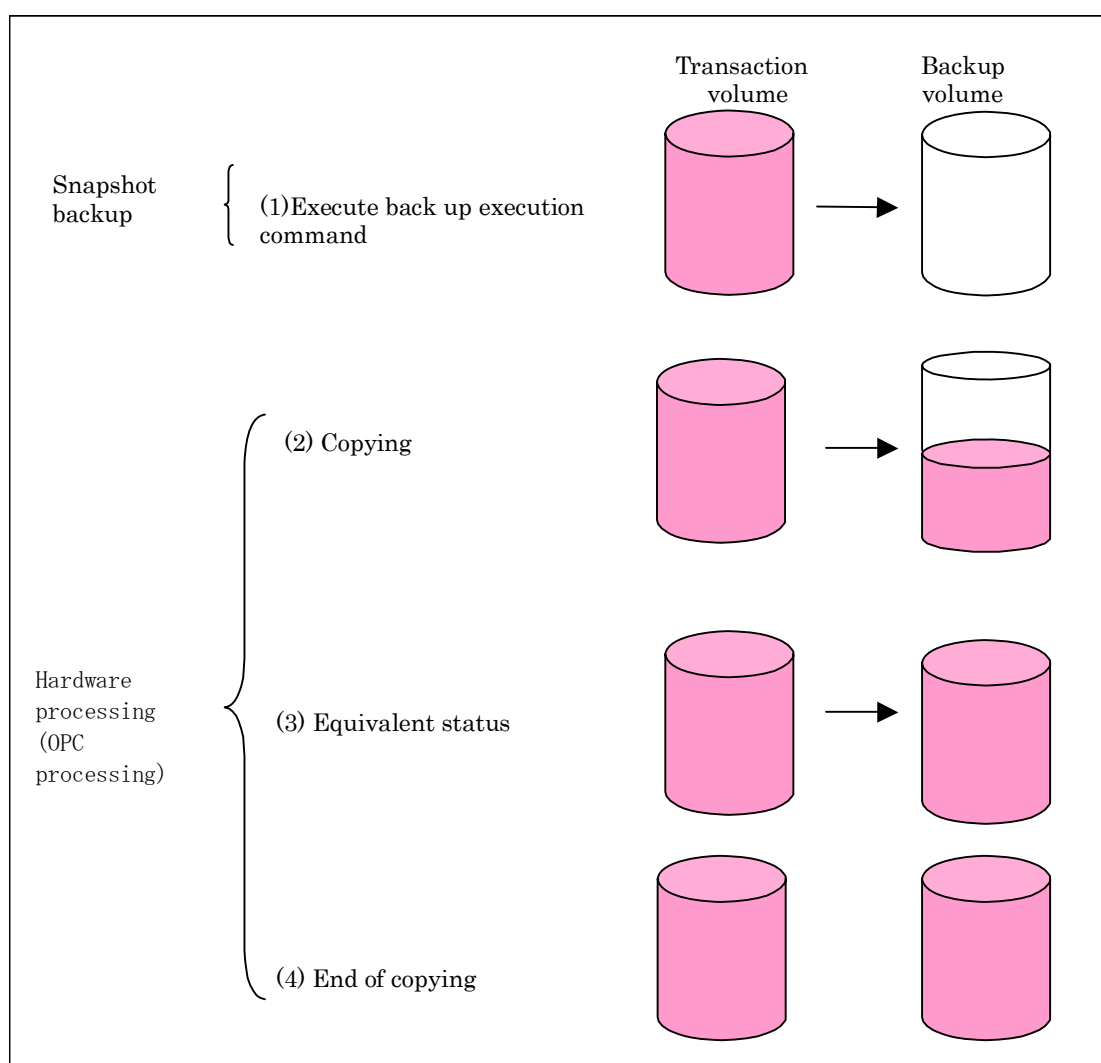 Transaction
volume
Backup
volume
Snapshot
backup
(1)Execute back up execution
command
(2) Copying
Hardware
processing
(OPC
processing)
(3) Equivalent status
(4) End of copying